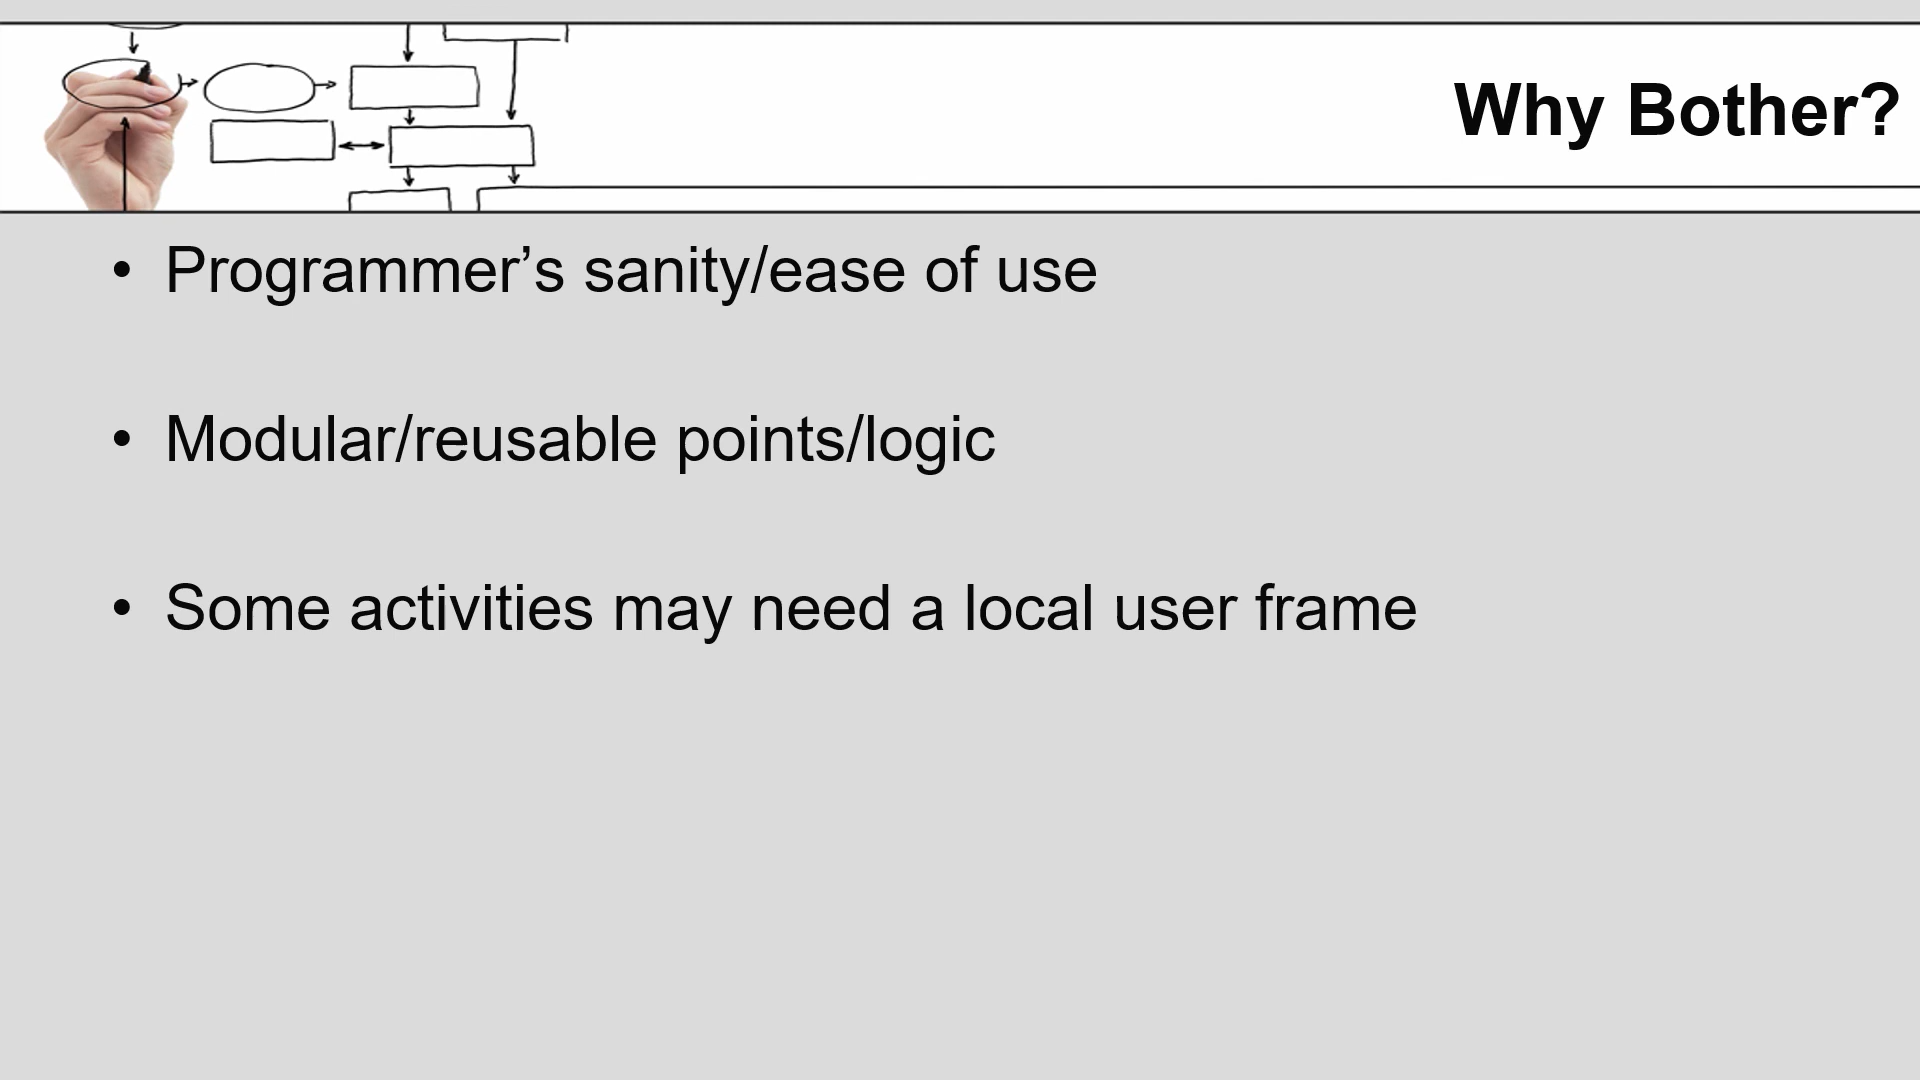 Why Bother?
• Programmer’s sanity/ease of use
• Modular/reusable points/logic
• Some activities may need a local user frame